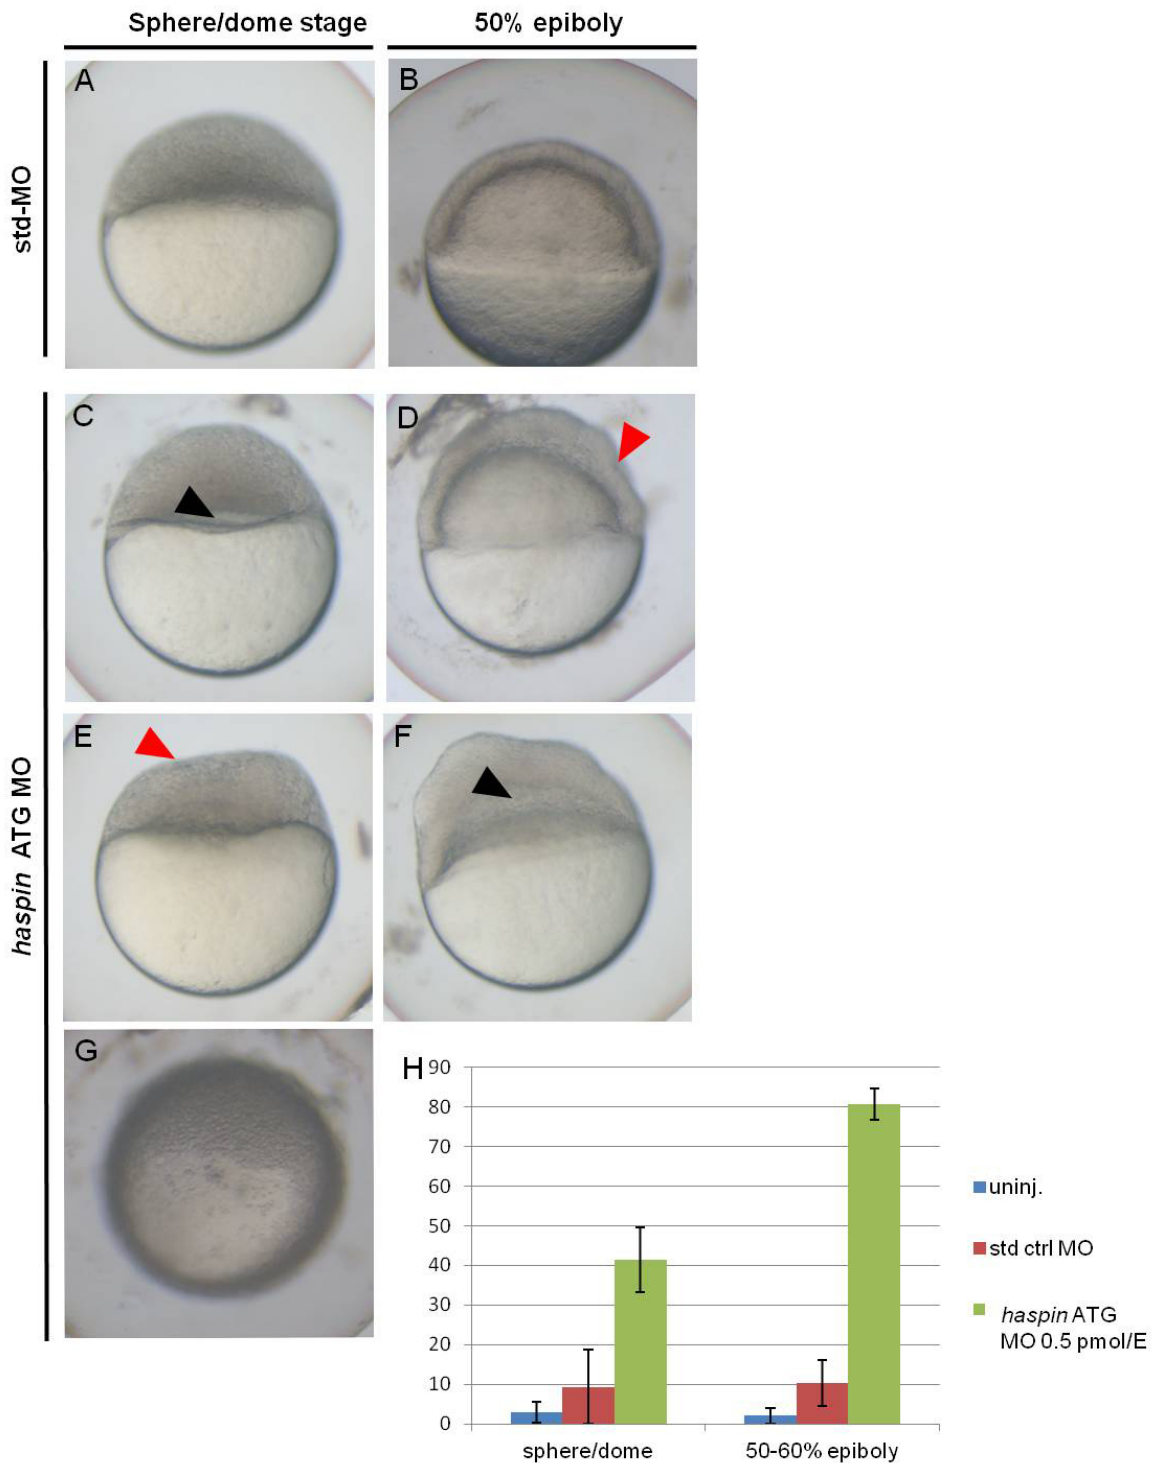 Sphere/dome stage
50% epiboly
std-MO
A
B
haspin ATG MO
C
D
E
F
G
H
90
80
70
60
50
40
30
20
10
0
sphere/dome
50-60% epiboly
uninj.
std ctrl MO
haspin ATG
MO 0.5 pmol/E